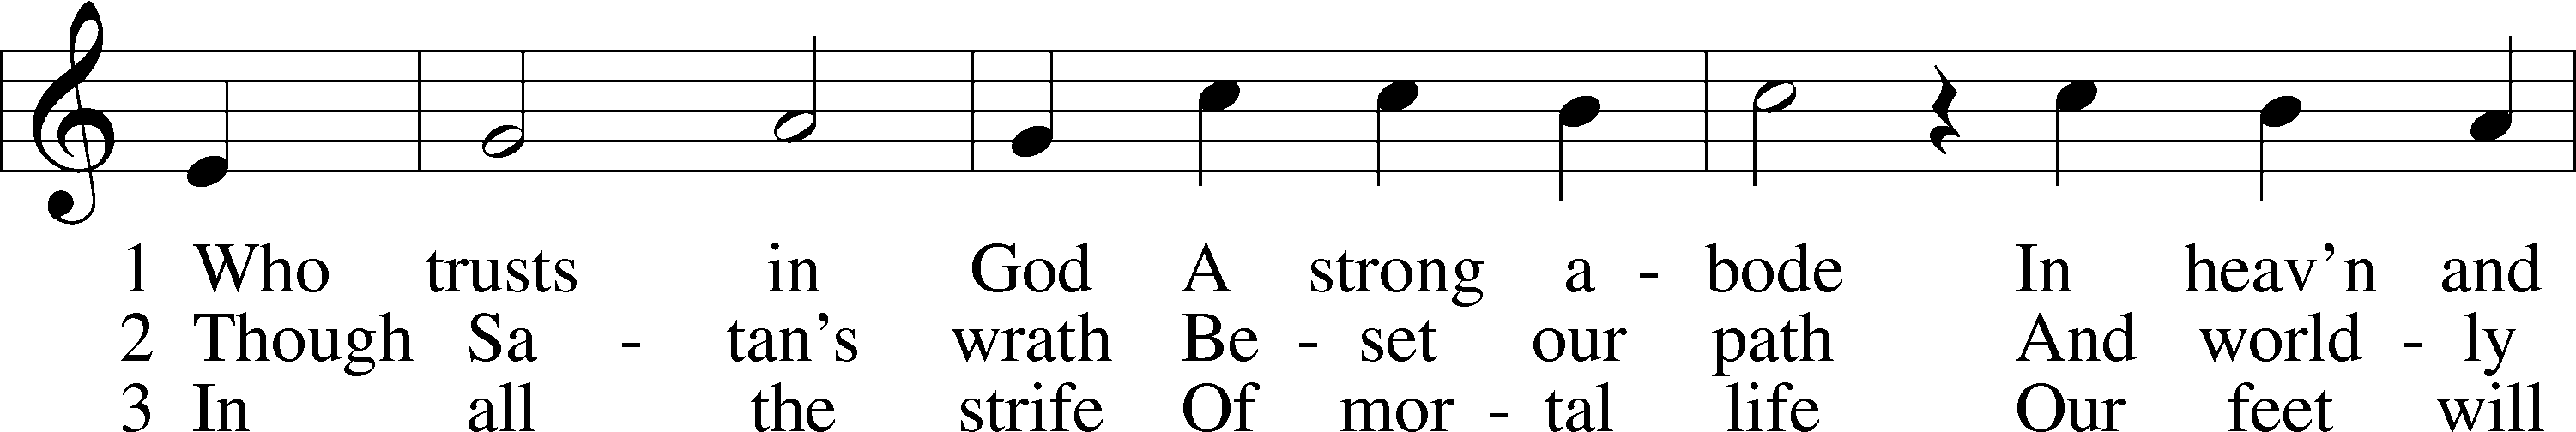 1 Who trusts in God A strong a - bode In heav’n and
2 Though Sa - tan’s wrath Be - set our path And world - ly
3 In all the strife Of mor - tal life Our feet will